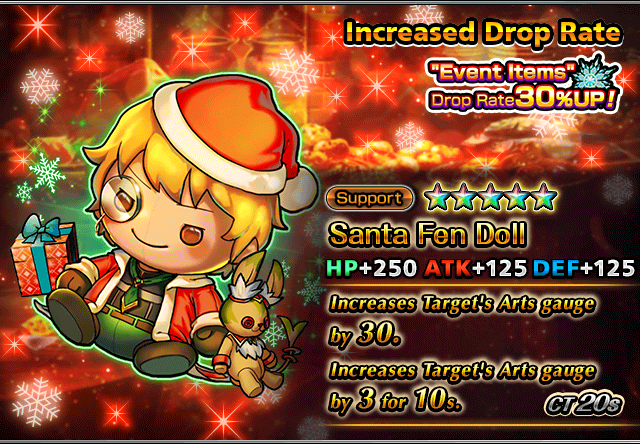 Increased Drop Rate
"Event Items"
Drop Rate 30%UP!
Support
Santa Fen Doll
HP+250 ATK+125 DEF+125
Increases Target's Arts gauge
by 30.
Increases Target's Arts gauge
by 3 for 10s.
CT 20s